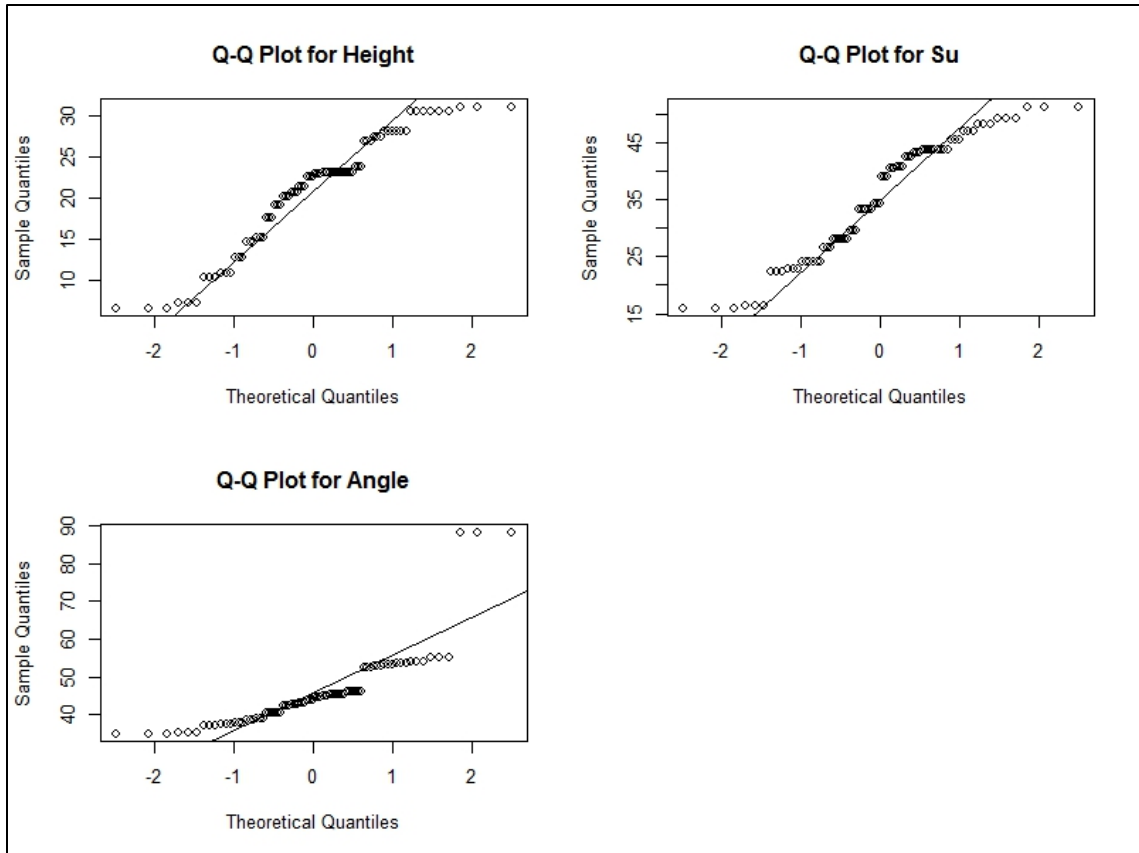 Q-Q Plot for Height
Sample Quantiles
30
25
20
15
10
-2 -1 0 1 2
Theoretical Quantiles
Q-Q Plot for Su
Sample Quantiles
45
35
25
15
-2 -1 0 1 2
Theoretical Quantiles
Q-Q Plot for Angle
Sample Quantiles
90
80
70
60
50
40
-2 -1 0 1 2
Theoretical Quantiles